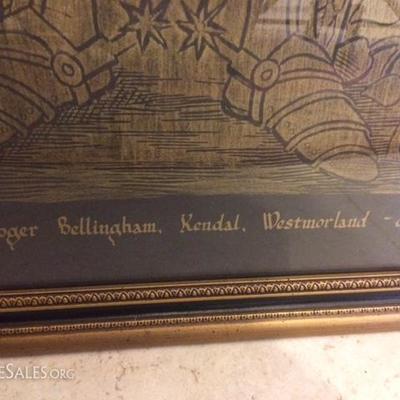 oger Bellingham, Kendal, Westmorland -
eSales.org